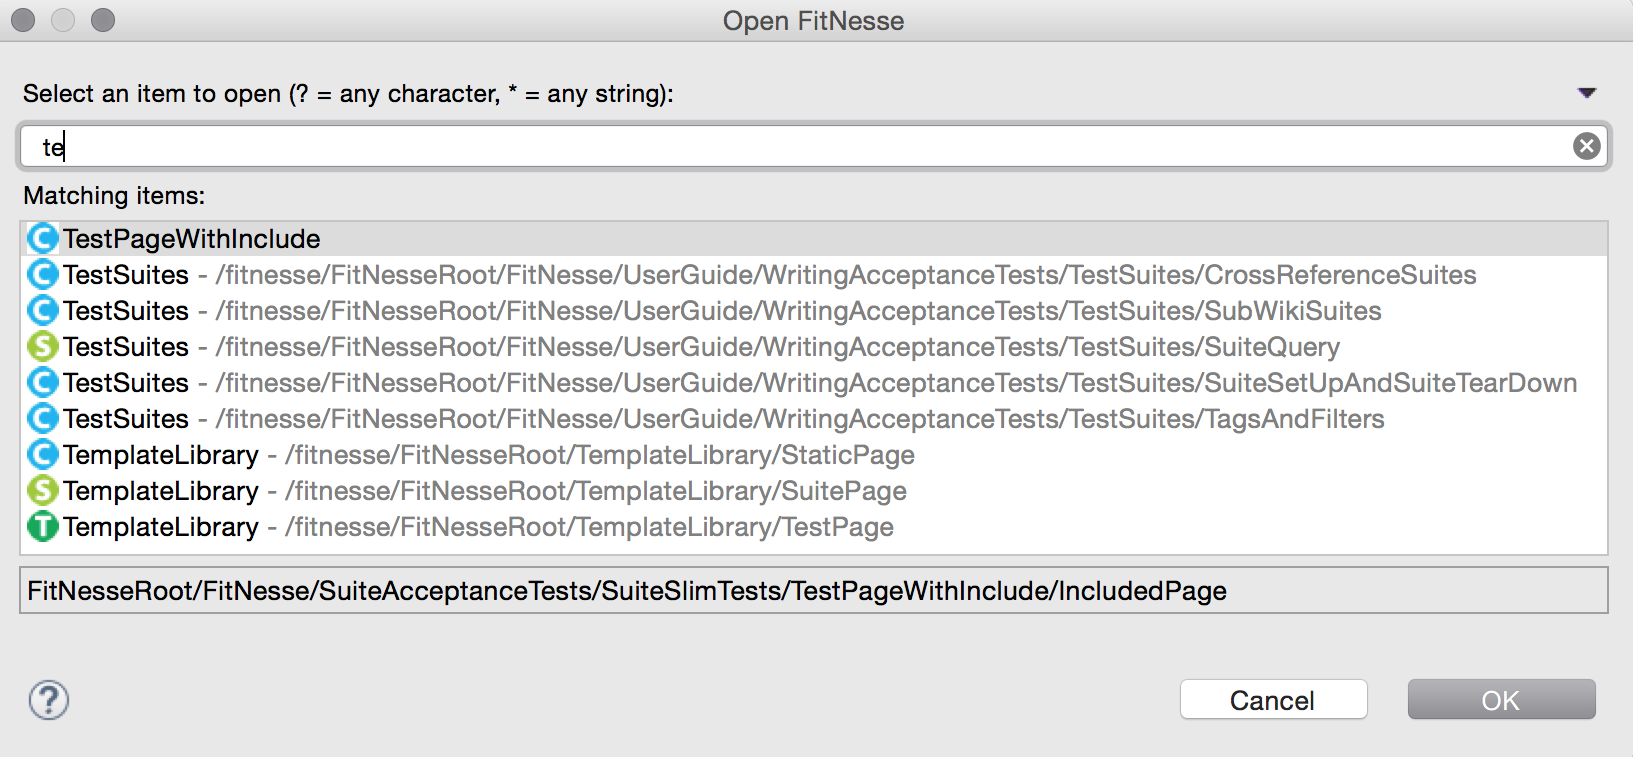 Open FitNesse
Select an item to open (? = any character, * = any string):
te
Matching items:
C TestPageWithInclude
C TestSuites - /fitnesse/FitNesseRoot/FitNesse/UserGuide/WritingAcceptanceTests/TestSuites/CrossReferenceSuites
C TestSuites - /fitnesse/FitNesseRoot/FitNesse/UserGuide/WritingAcceptanceTests/TestSuites/SubWikiSuites
S TestSuites - /fitnesse/FitNesseRoot/FitNesse/UserGuide/WritingAcceptanceTests/TestSuites/SuiteQuery
C TestSuites - /fitnesse/FitNesseRoot/FitNesse/UserGuide/WritingAcceptanceTests/TestSuites/SuiteSetUpAndSuiteTearDown
C TestSuites - /fitnesse/FitNesseRoot/FitNesse/UserGuide/WritingAcceptanceTests/TestSuites/TagsAndFilters
C TemplateLibrary - /fitnesse/FitNesseRoot/TemplateLibrary/StaticPage
S TemplateLibrary - /fitnesse/FitNesseRoot/TemplateLibrary/SuitePage
T TemplateLibrary - /fitnesse/FitNesseRoot/TemplateLibrary/TestPage
FitNesseRoot/FitNesse/SuiteAcceptanceTests/SuiteSlimTests/TestPageWithInclude/IncludedPage
? Cancel OK